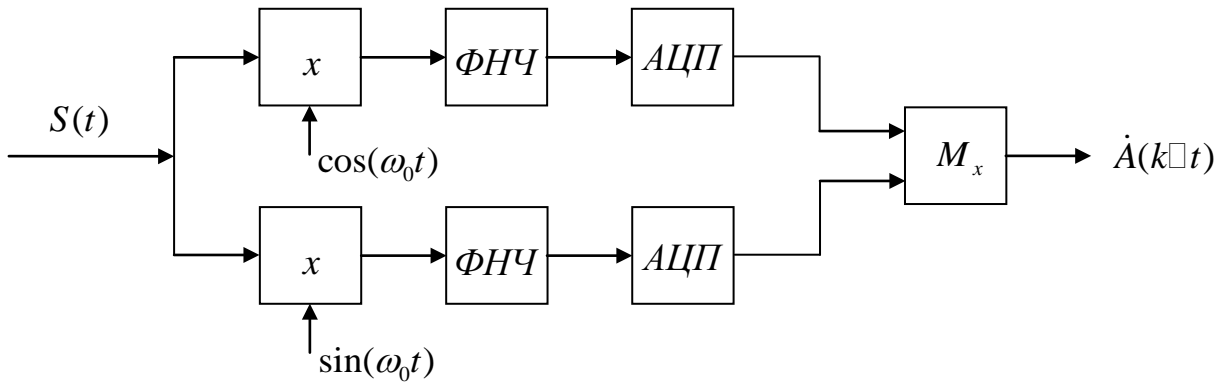 S(t)
x
ФНЧ
АЦП
cos(ω₀t)
Mₓ
Ȧ(k□t)
x
ФНЧ
АЦП
sin(ω₀t)